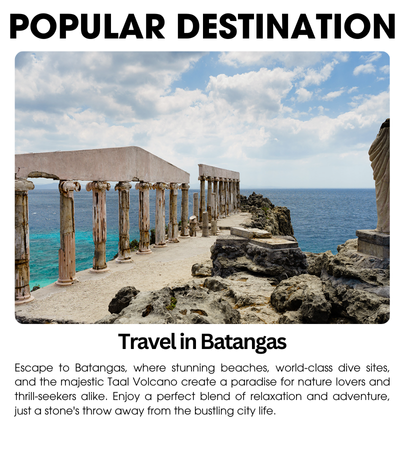 POPULAR DESTINATION
Travel in Batangas
Escape to Batangas, where stunning beaches, world-class dive sites,
and the majestic Taal Volcano create a paradise for nature lovers and
thrill-seekers alike. Enjoy a perfect blend of relaxation and adventure,
just a stone's throw away from the bustling city life.